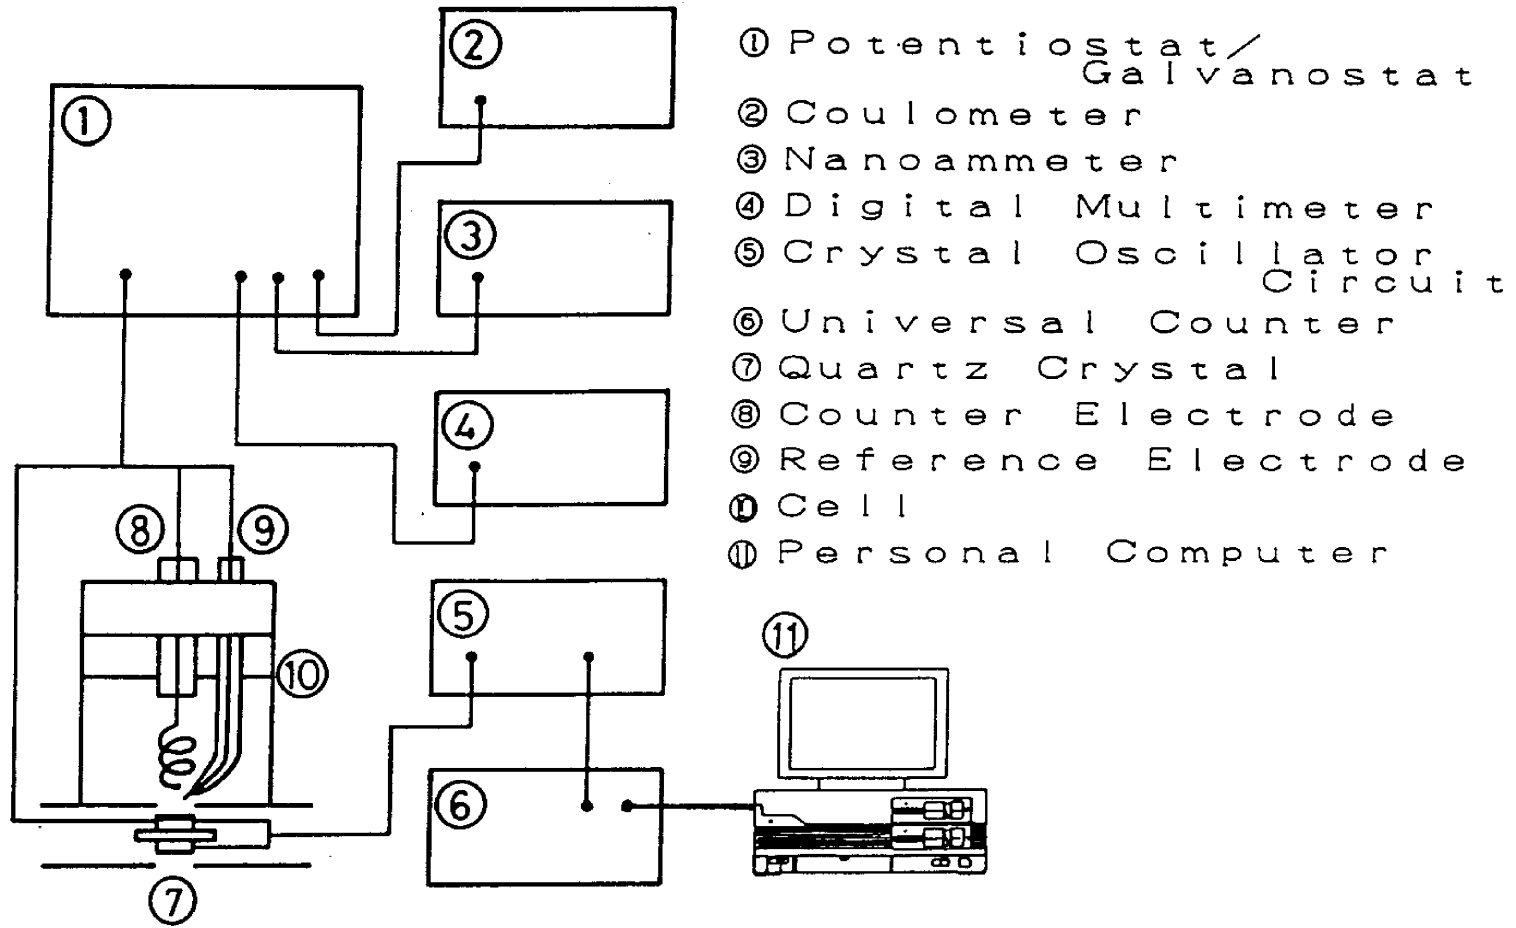 ①
②
③
④
⑤
⑥
⑦
⑧
⑨
⑩
⑪
① Potentiostat/
Galvanostat
② Coulometer
③ Nanoammeter
④ Digital Multimeter
⑤ Crystal Oscillator
Circuit
⑥ Universal Counter
⑦ Quartz Crystal
⑧ Counter Electrode
⑨ Reference Electrode
⑩ Cell
⑪ Personal Computer